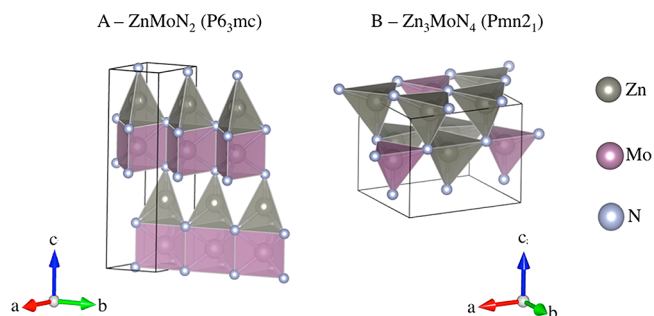 A – ZnMoN₂ (P6₃mc)
B – Zn₃MoN₄ (Pmn2₁)
Zn
Mo
N
c
a
b
c
a
b